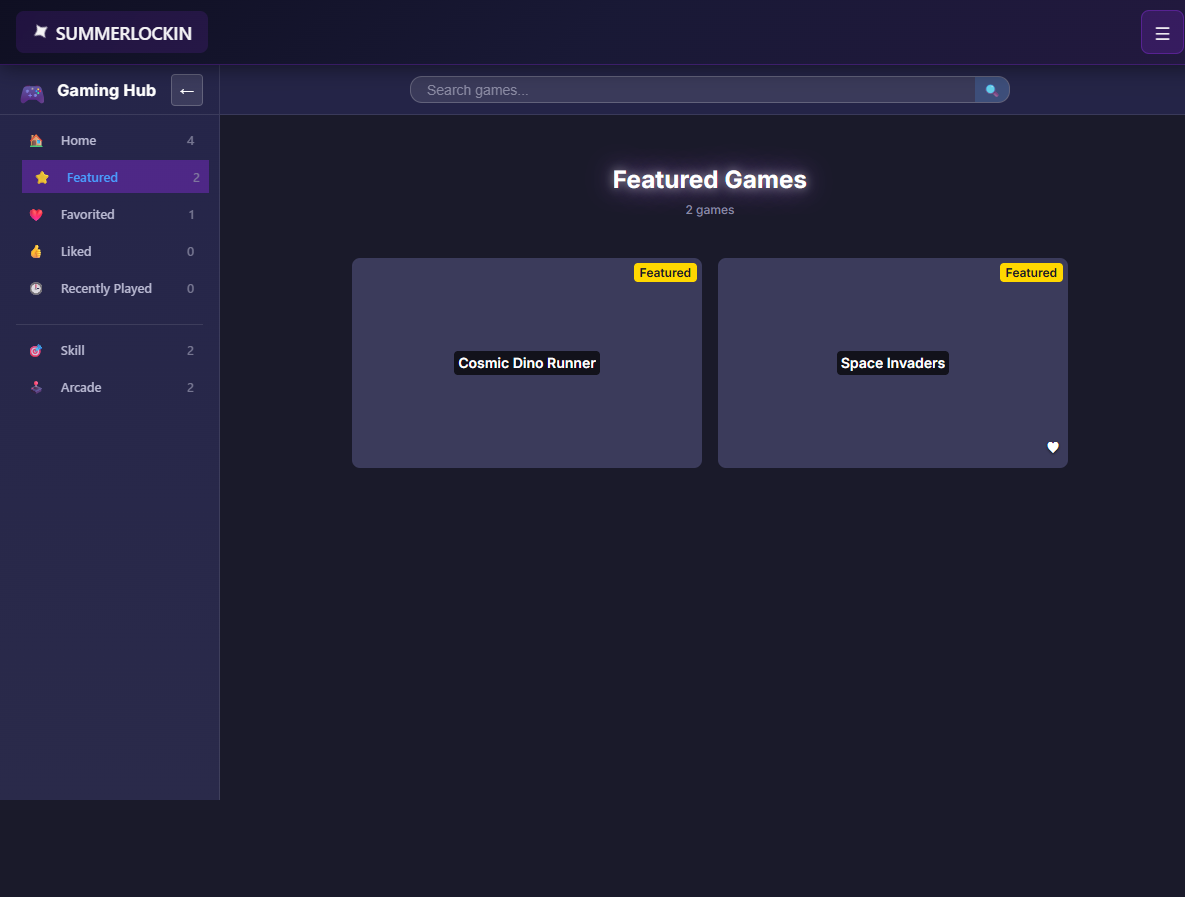 SUMMERLOCKIN
☰
Gaming Hub
←
Search games...
Home 4
Featured 2
Favorited 1
Liked 0
Recently Played 0
Skill 2
Arcade 2
Featured Games
2 games
Featured
Cosmic Dino Runner
Featured
Space Invaders